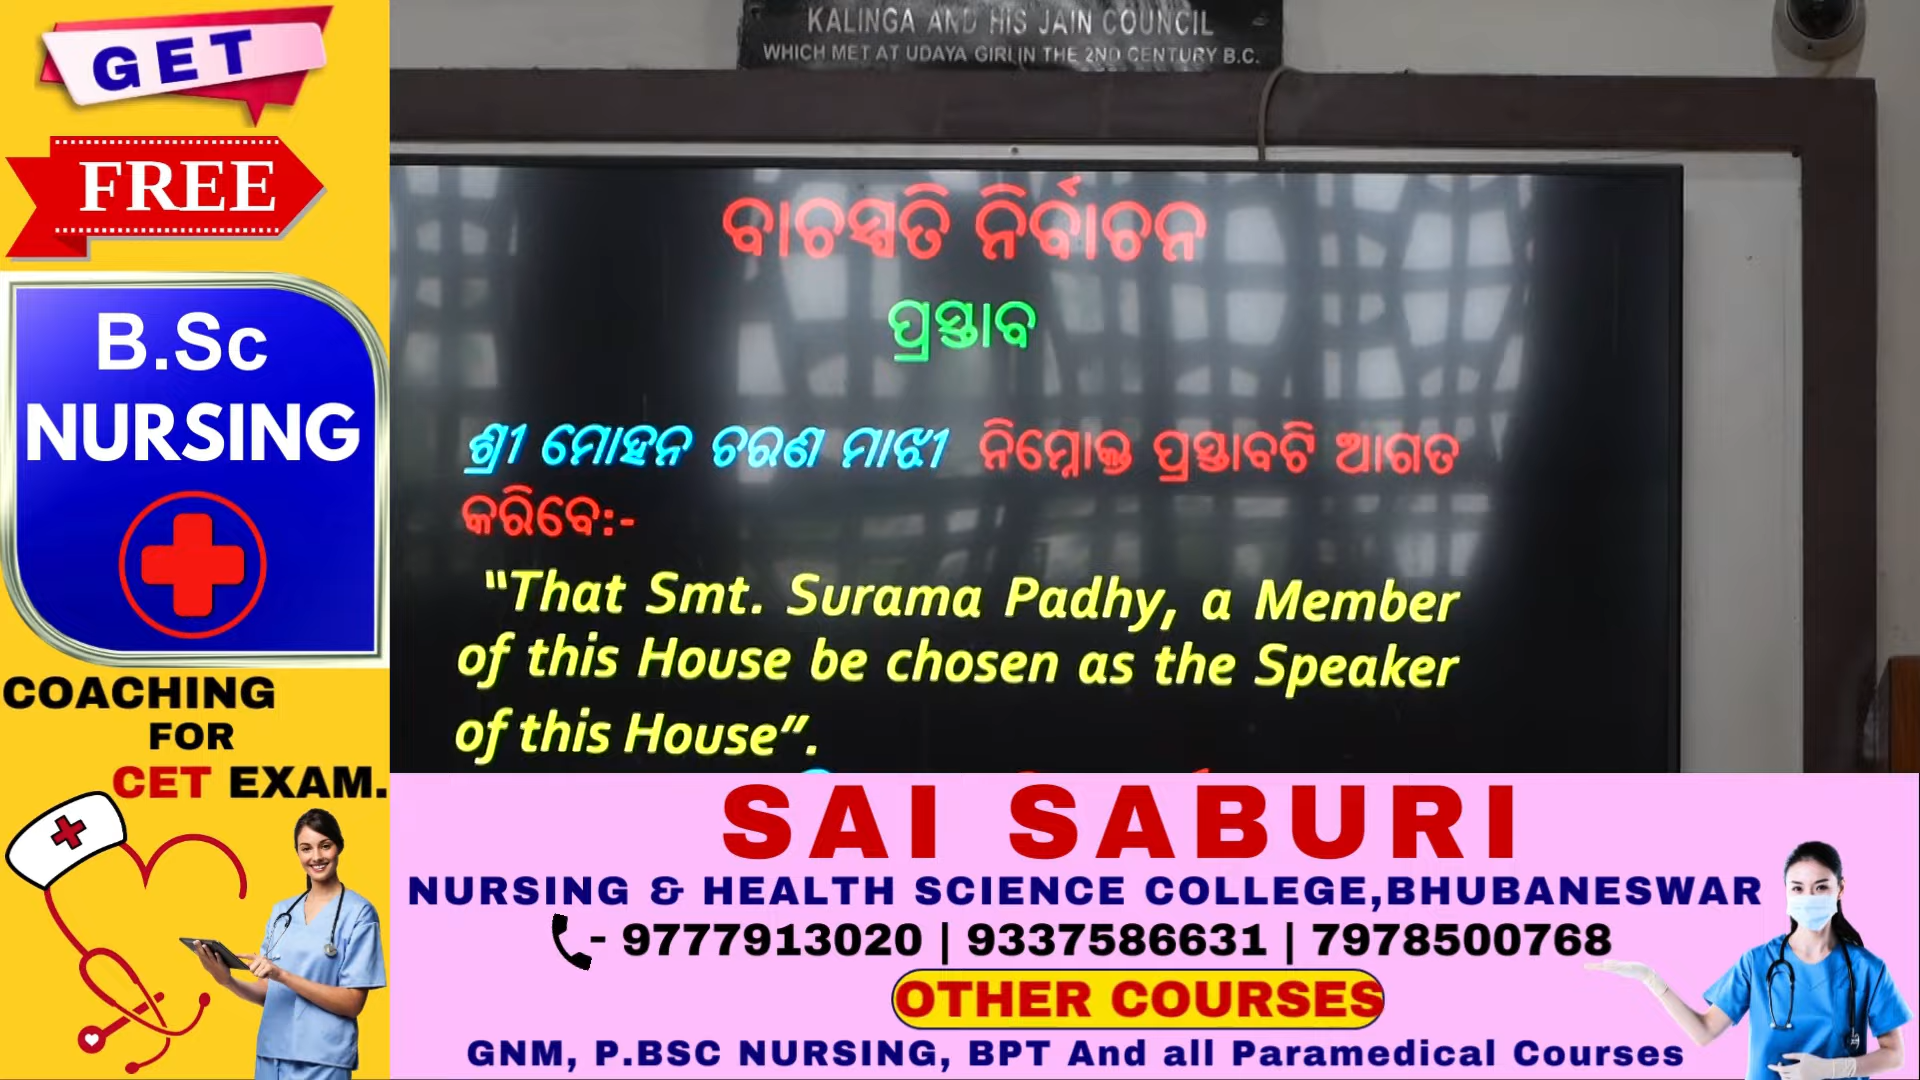 GET
FREE
B.Sc
NURSING
COACHING
FOR
CET EXAM.
KALINGA AND HIS JAIN COUNCIL
WHICH MET AT UDAYA GIRI IN THE 2ND CENTURY B.C.
ବାଚସ୍ପତି ନିର୍ବାଚନ
ପ୍ରସ୍ତାବ
ଶ୍ରୀ ମୋହନ ଚରଣ ମାଝୀ ନିମ୍ନୋକ୍ତ ପ୍ରସ୍ତାବଟି ଆଗତ
କରିବେ:-
"That Smt. Surama Padhy, a Member
of this House be chosen as the Speaker
of this House".
SAI SABURI
NURSING & HEALTH SCIENCE COLLEGE,BHUBANESWAR
- 9777913020 | 9337586631 | 7978500768
OTHER COURSES
GNM, P.BSC NURSING, BPT And all Paramedical Courses